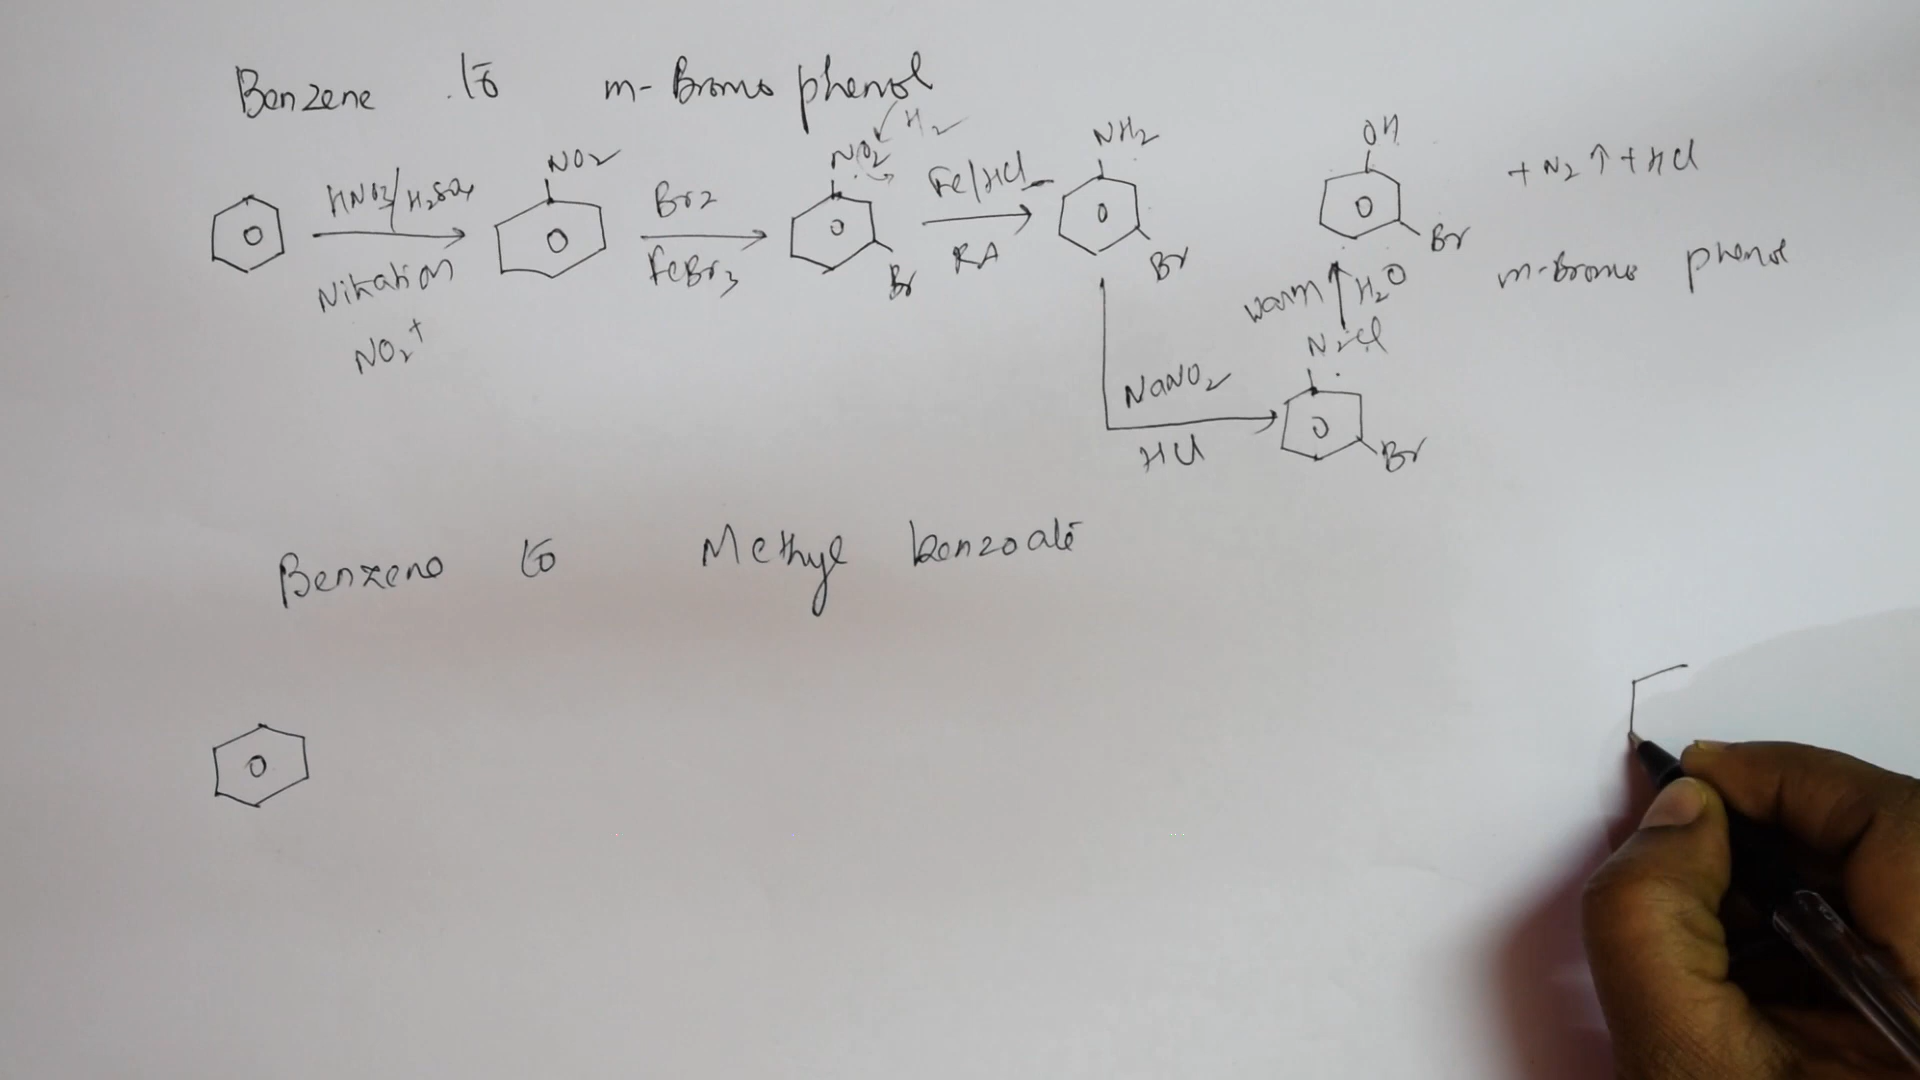 Benzene to m-Bromo phenol
H2
NO2 NO2 NH2 OH
HNO3/H2SO4 Br2 Fe/HCl + N2 ↑ + HCl
Nitration FeBr3 Br RA Br Br
NO2+ warm H2O m-Bromo phenol
N2Cl
NaNO2
HCl Br
Benzene to Methyl benzoate